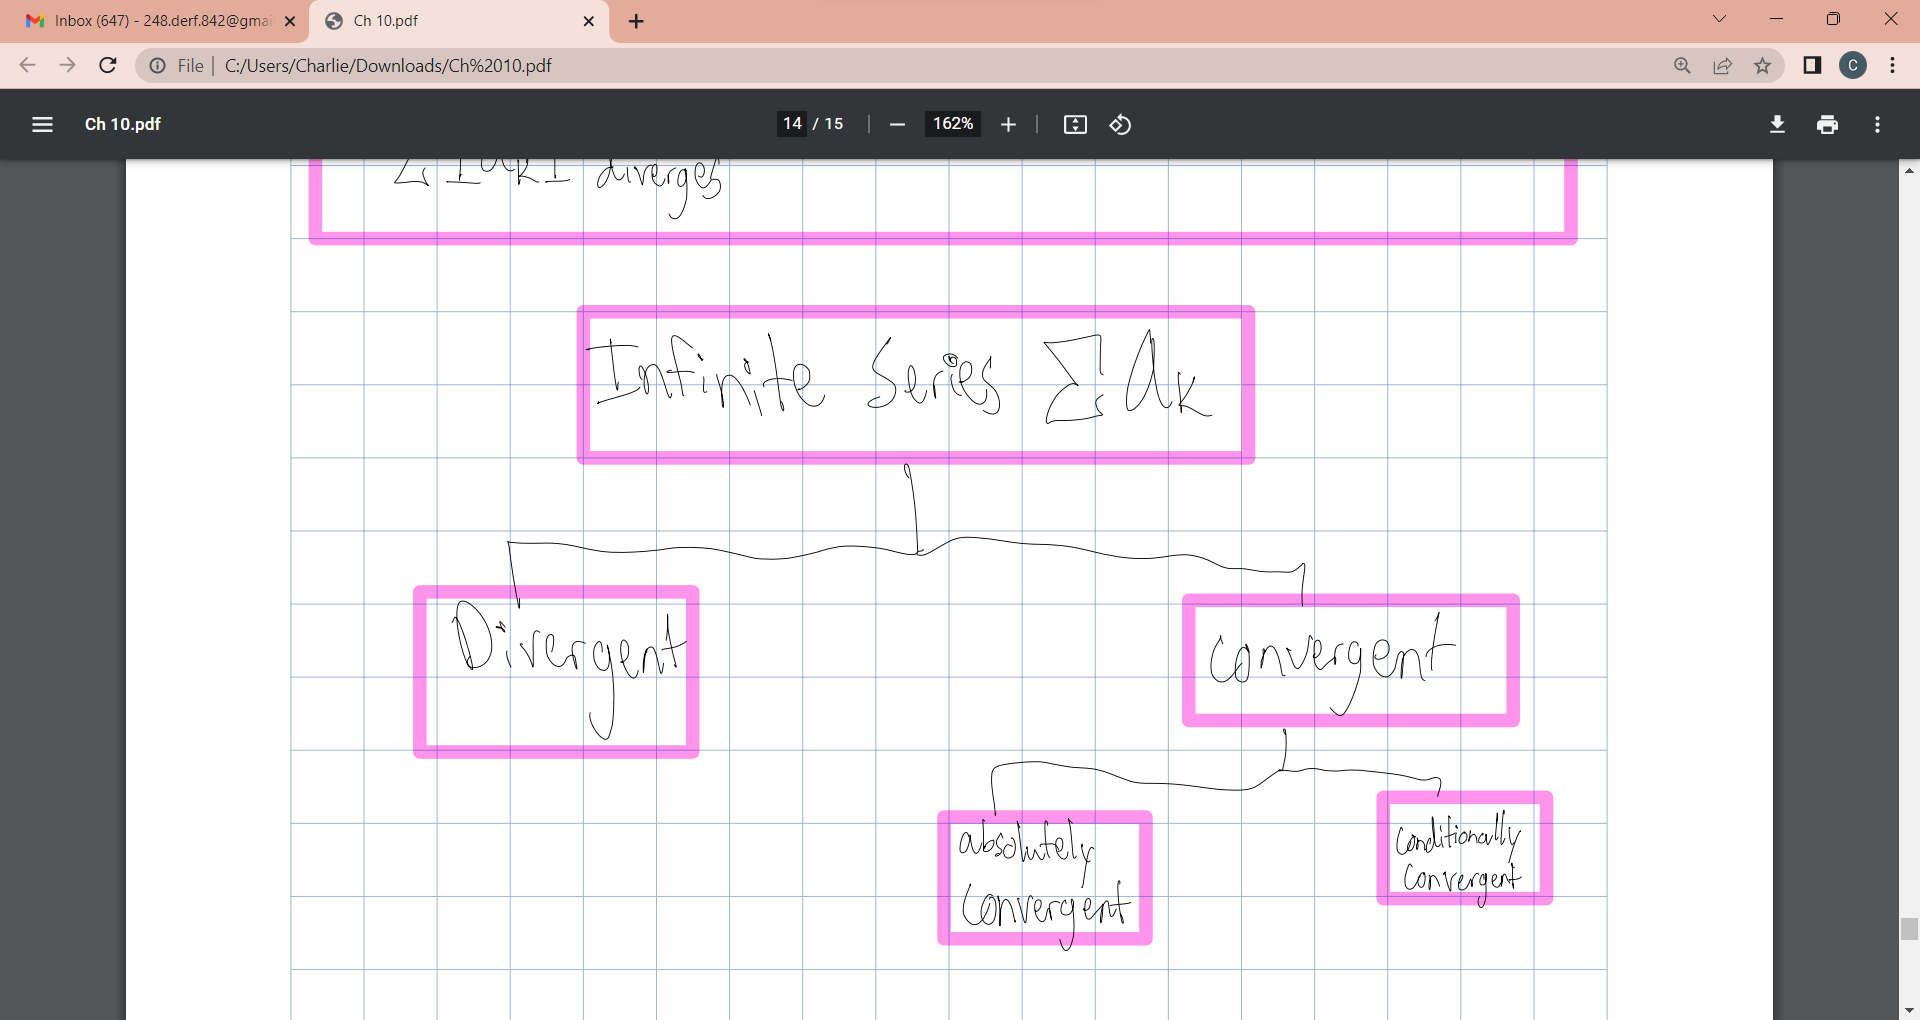 Inbox (647) - 248.derf.842@gmai
Ch 10.pdf
File | C:/Users/Charlie/Downloads/Ch%2010.pdf
C
Ch 10.pdf
14 / 15
162%
Σ |ak| diverges
Infinite Series Σ ak
Divergent
Convergent
absolutely
Convergent
Conditionally
Convergent